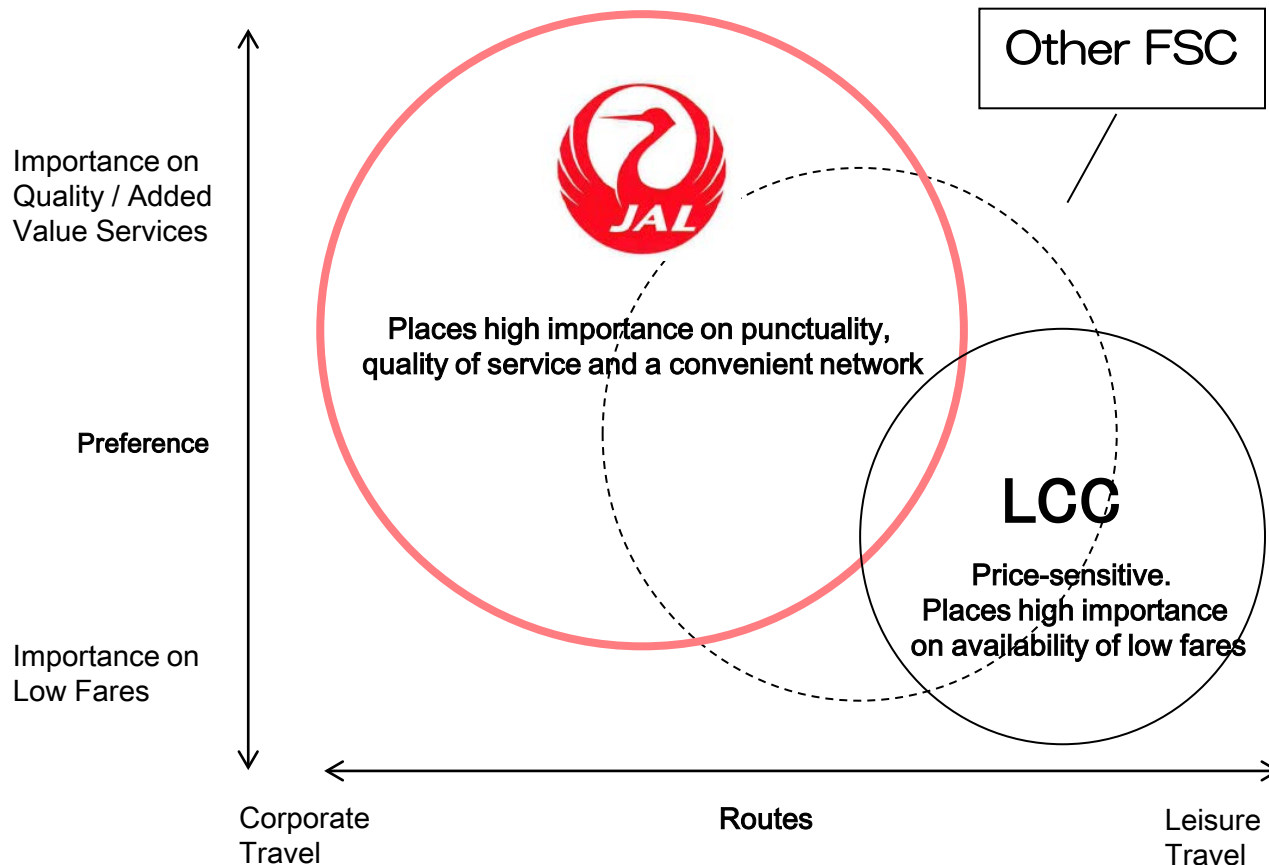 Other FSC
Importance on
Quality / Added
Value Services
JAL
Places high importance on punctuality,
quality of service and a convenient network
Preference
LCC
Price-sensitive.
Places high importance
on availability of low fares
Importance on
Low Fares
Corporate
Travel
Routes
Leisure
Travel